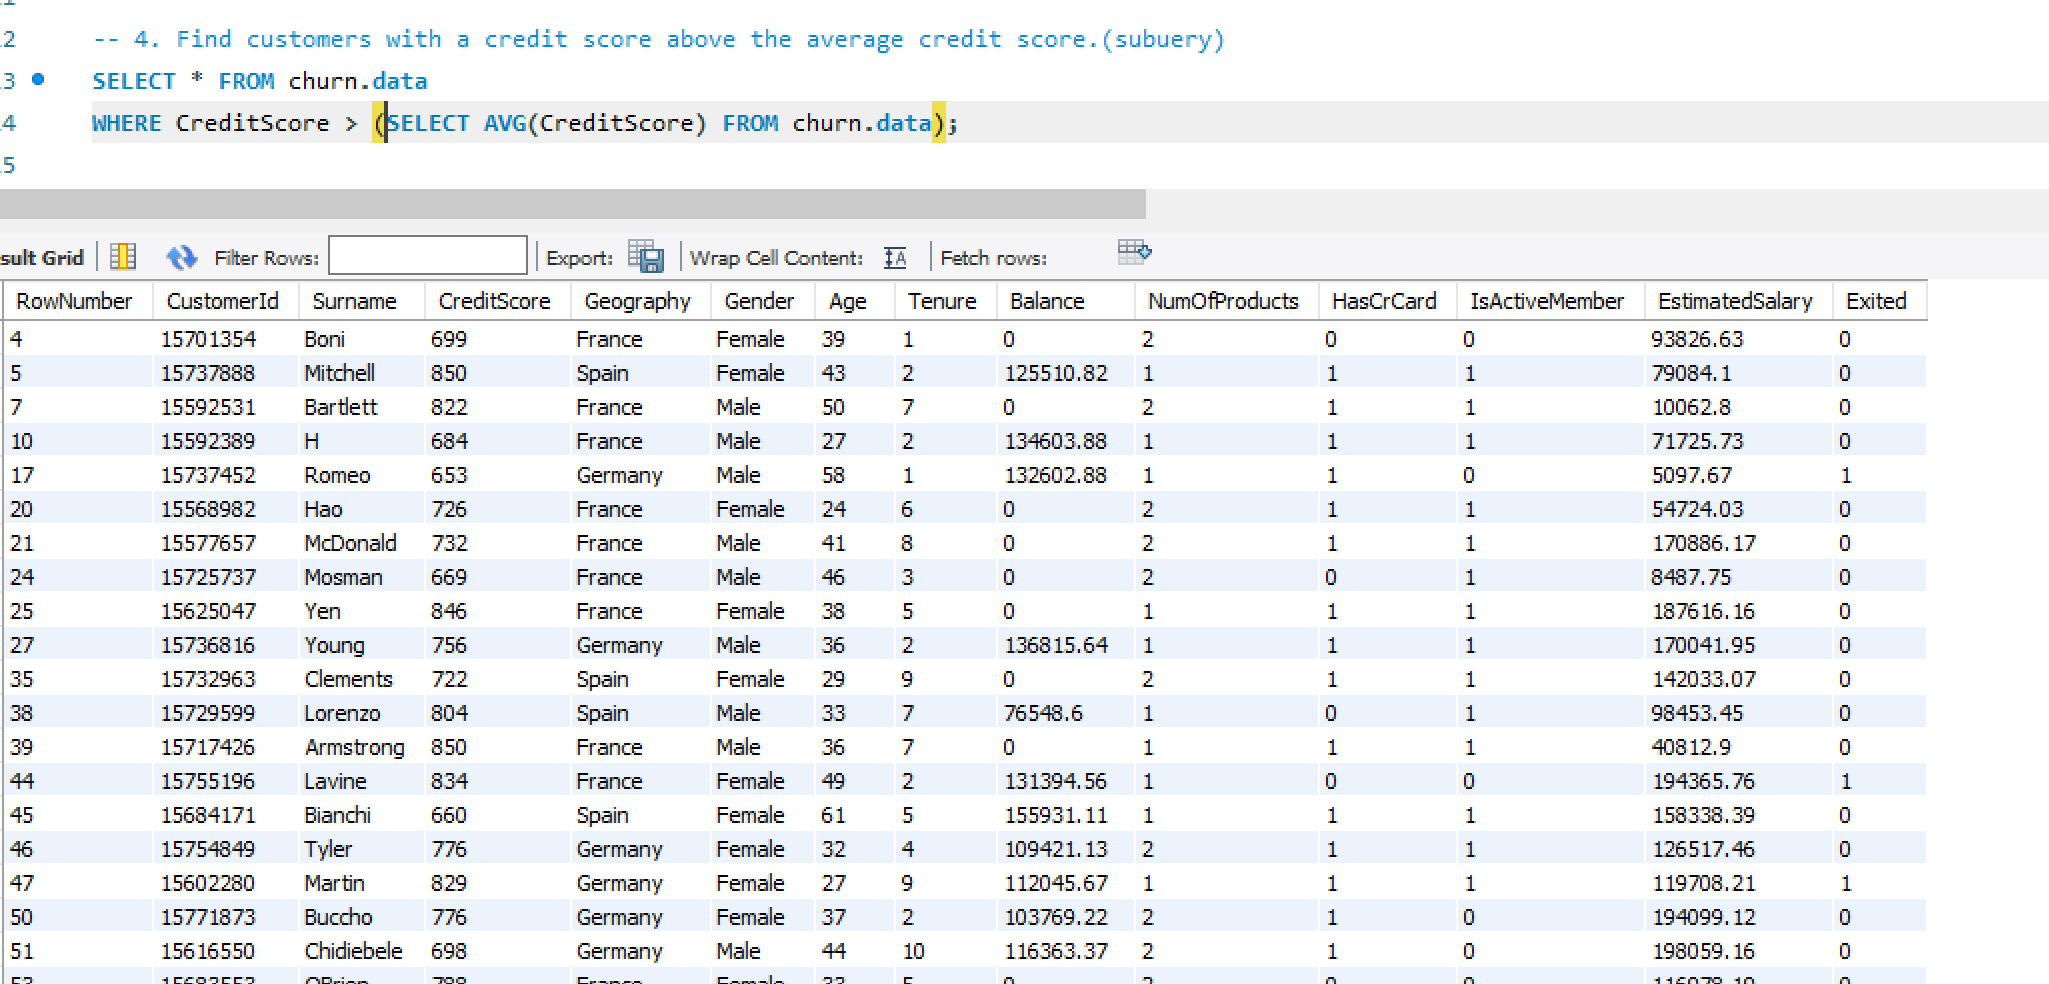 2 -- 4. Find customers with a credit score above the average credit score.(subuery)
3 SELECT * FROM churn.data
4 WHERE CreditScore > (SELECT AVG(CreditScore) FROM churn.data);
5
sult Grid Filter Rows: Export: Wrap Cell Content: Fetch rows:
RowNumber CustomerId Surname CreditScore Geography Gender Age Tenure Balance NumOfProducts HasCrCard IsActiveMember EstimatedSalary Exited
4 15701354 Boni 699 France Female 39 1 0 2 0 0 93826.63 0
5 15737888 Mitchell 850 Spain Female 43 2 125510.82 1 1 1 79084.1 0
7 15592531 Bartlett 822 France Male 50 7 0 2 1 1 10062.8 0
10 15592389 H 684 France Male 27 2 134603.88 1 1 1 71725.73 0
17 15737452 Romeo 653 Germany Male 58 1 132602.88 1 1 0 5097.67 1
20 15568982 Hao 726 France Female 24 6 0 2 1 1 54724.03 0
21 15577657 McDonald 732 France Male 41 8 0 2 1 1 170886.17 0
24 15725737 Mosman 669 France Male 46 3 0 2 0 1 8487.75 0
25 15625047 Yen 846 France Female 38 5 0 1 1 1 187616.16 0
27 15736816 Young 756 Germany Male 36 2 136815.64 1 1 1 170041.95 0
35 15732963 Clements 722 Spain Female 29 9 0 2 1 1 142033.07 0
38 15729599 Lorenzo 804 Spain Male 33 7 76548.6 1 0 1 98453.45 0
39 15717426 Armstrong 850 France Male 36 7 0 1 1 1 40812.9 0
44 15755196 Lavine 834 France Female 49 2 131394.56 1 0 0 194365.76 1
45 15684171 Bianchi 660 Spain Female 61 5 155931.11 1 1 1 158338.39 0
46 15754849 Tyler 776 Germany Female 32 4 109421.13 2 1 1 126517.46 0
47 15602280 Martin 829 Germany Female 27 9 112045.67 1 1 1 119708.21 1
50 15771873 Buccho 776 Germany Female 37 2 103769.22 2 1 0 194099.12 0
51 15616550 Chidiebele 698 Germany Male 44 10 116363.37 2 1 0 198059.16 0